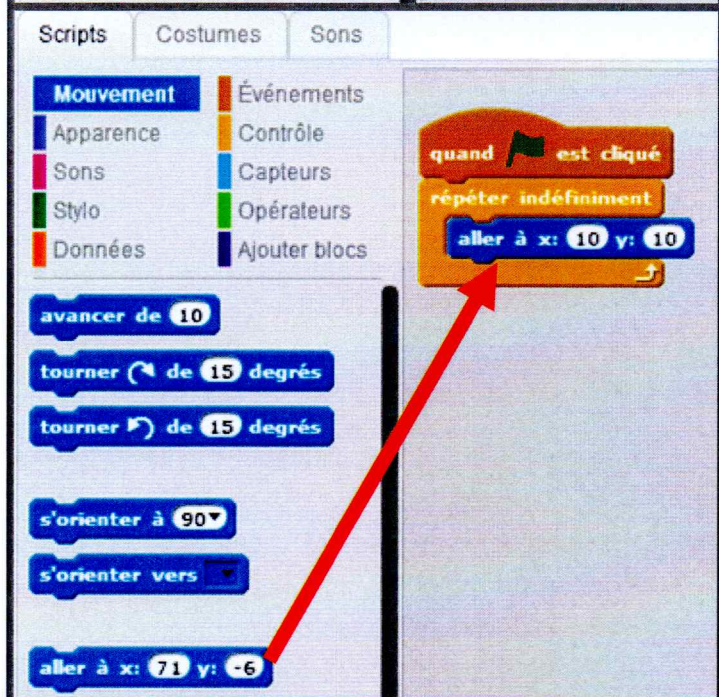 Scripts Costumes Sons
Mouvement Événements
Apparence Contrôle
Sons Capteurs
Stylo Opérateurs
Données Ajouter blocs
avancer de 10
tourner de 15 degrés
tourner de 15 degrés
s'orienter à 90
s'orienter vers
aller à x: 71 y: -6
quand est cliqué
répéter indéfiniment
aller à x: 10 y: 10